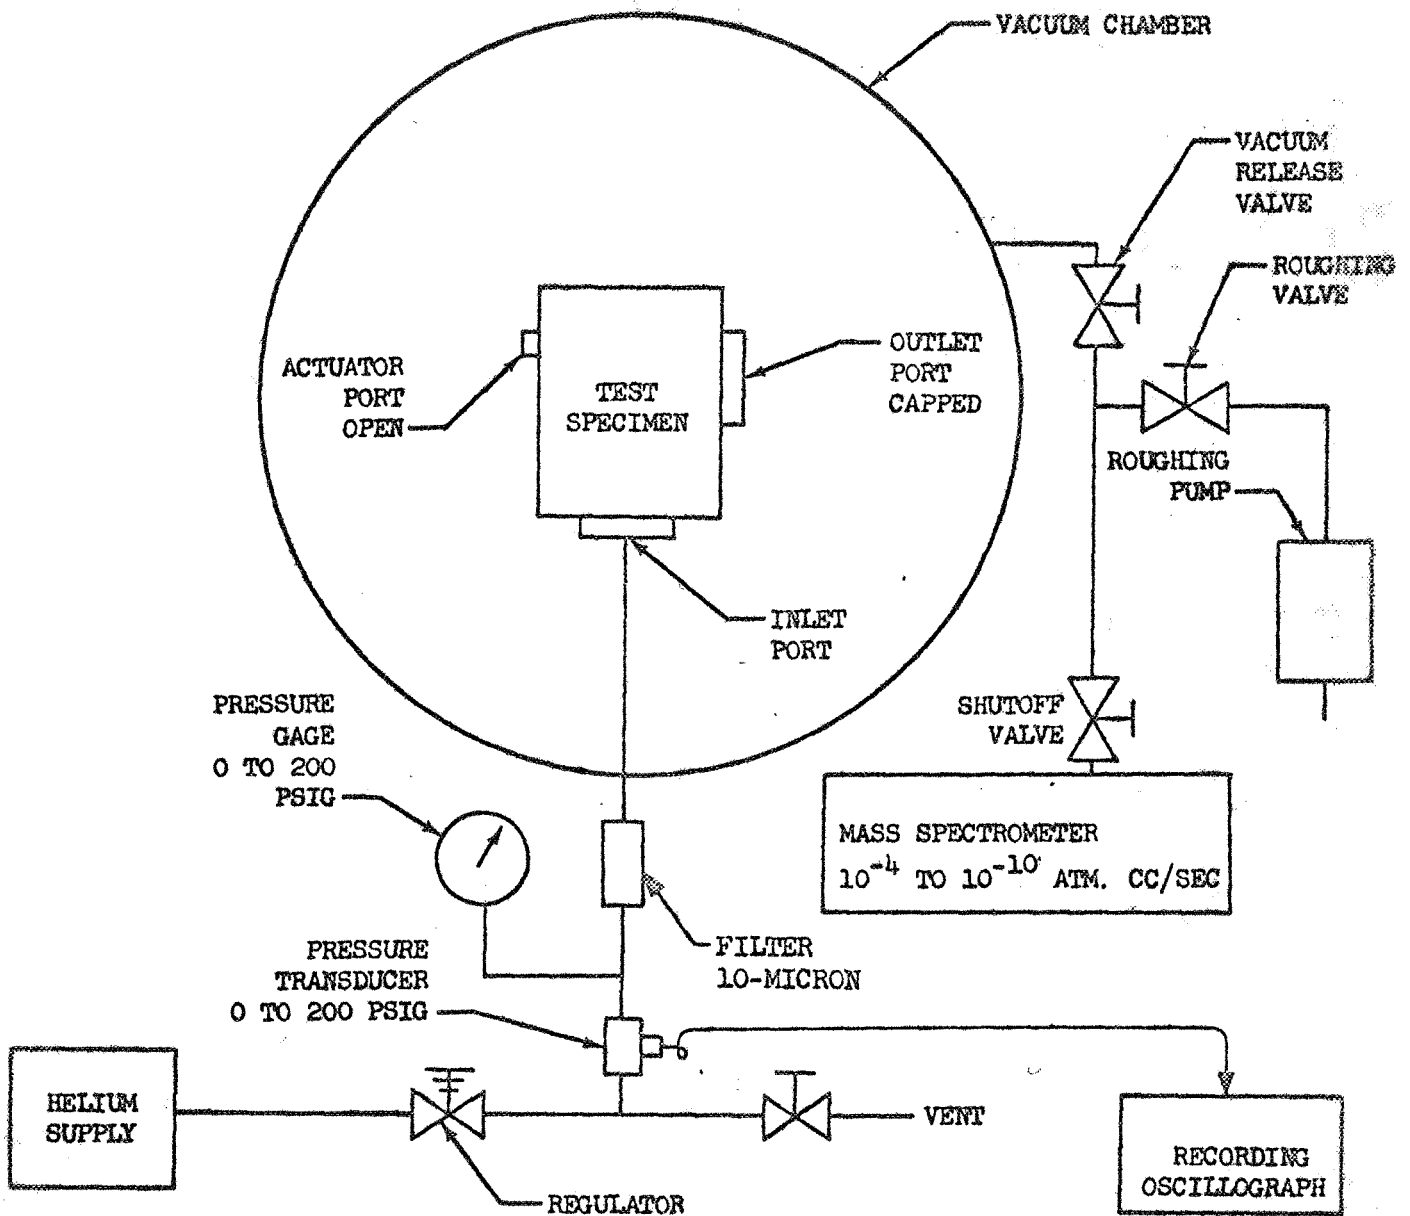 VACUUM CHAMBER
VACUUM
RELEASE
VALVE
ROUGHING
VALVE
ACTUATOR
PORT
OPEN
TEST
SPECIMEN
OUTLET
PORT
CAPPED
ROUGHING
PUMP
INLET
PORT
PRESSURE
GAGE
0 TO 200
PSIG
SHUTOFF
VALVE
MASS SPECTROMETER
10⁻⁴ TO 10⁻¹⁰ ATM. CC/SEC
FILTER
10-MICRON
PRESSURE
TRANSDUCER
0 TO 200 PSIG
HELIUM
SUPPLY
VENT
REGULATOR
RECORDING
OSCILLOGRAPH